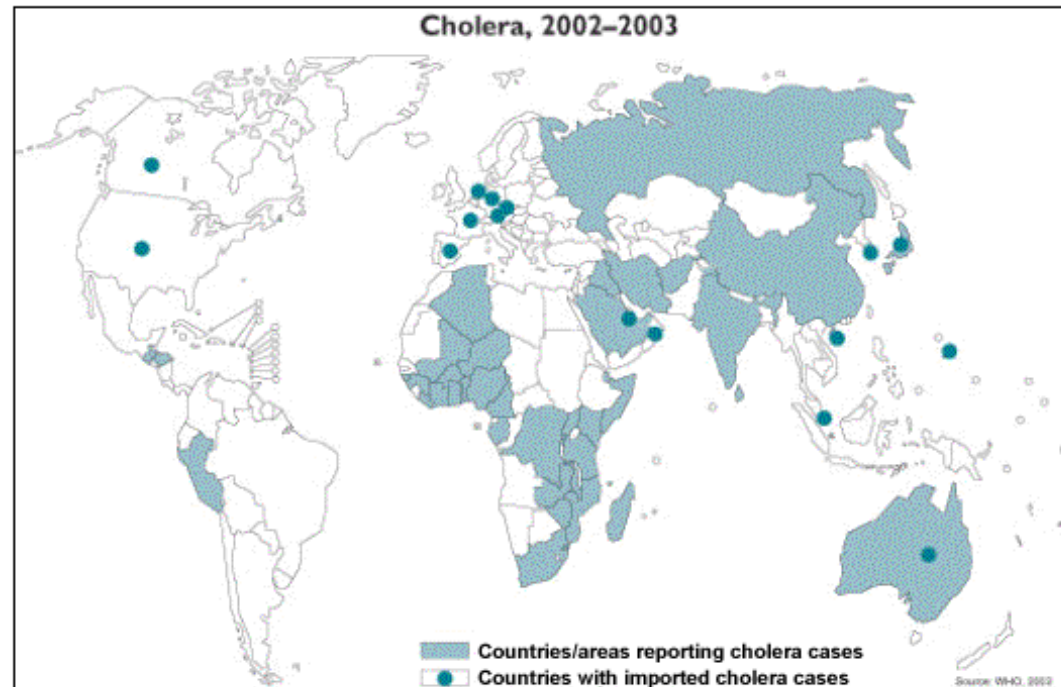 Cholera, 2002–2003
Countries/areas reporting cholera cases
Countries with imported cholera cases
Source: WHO, 2003